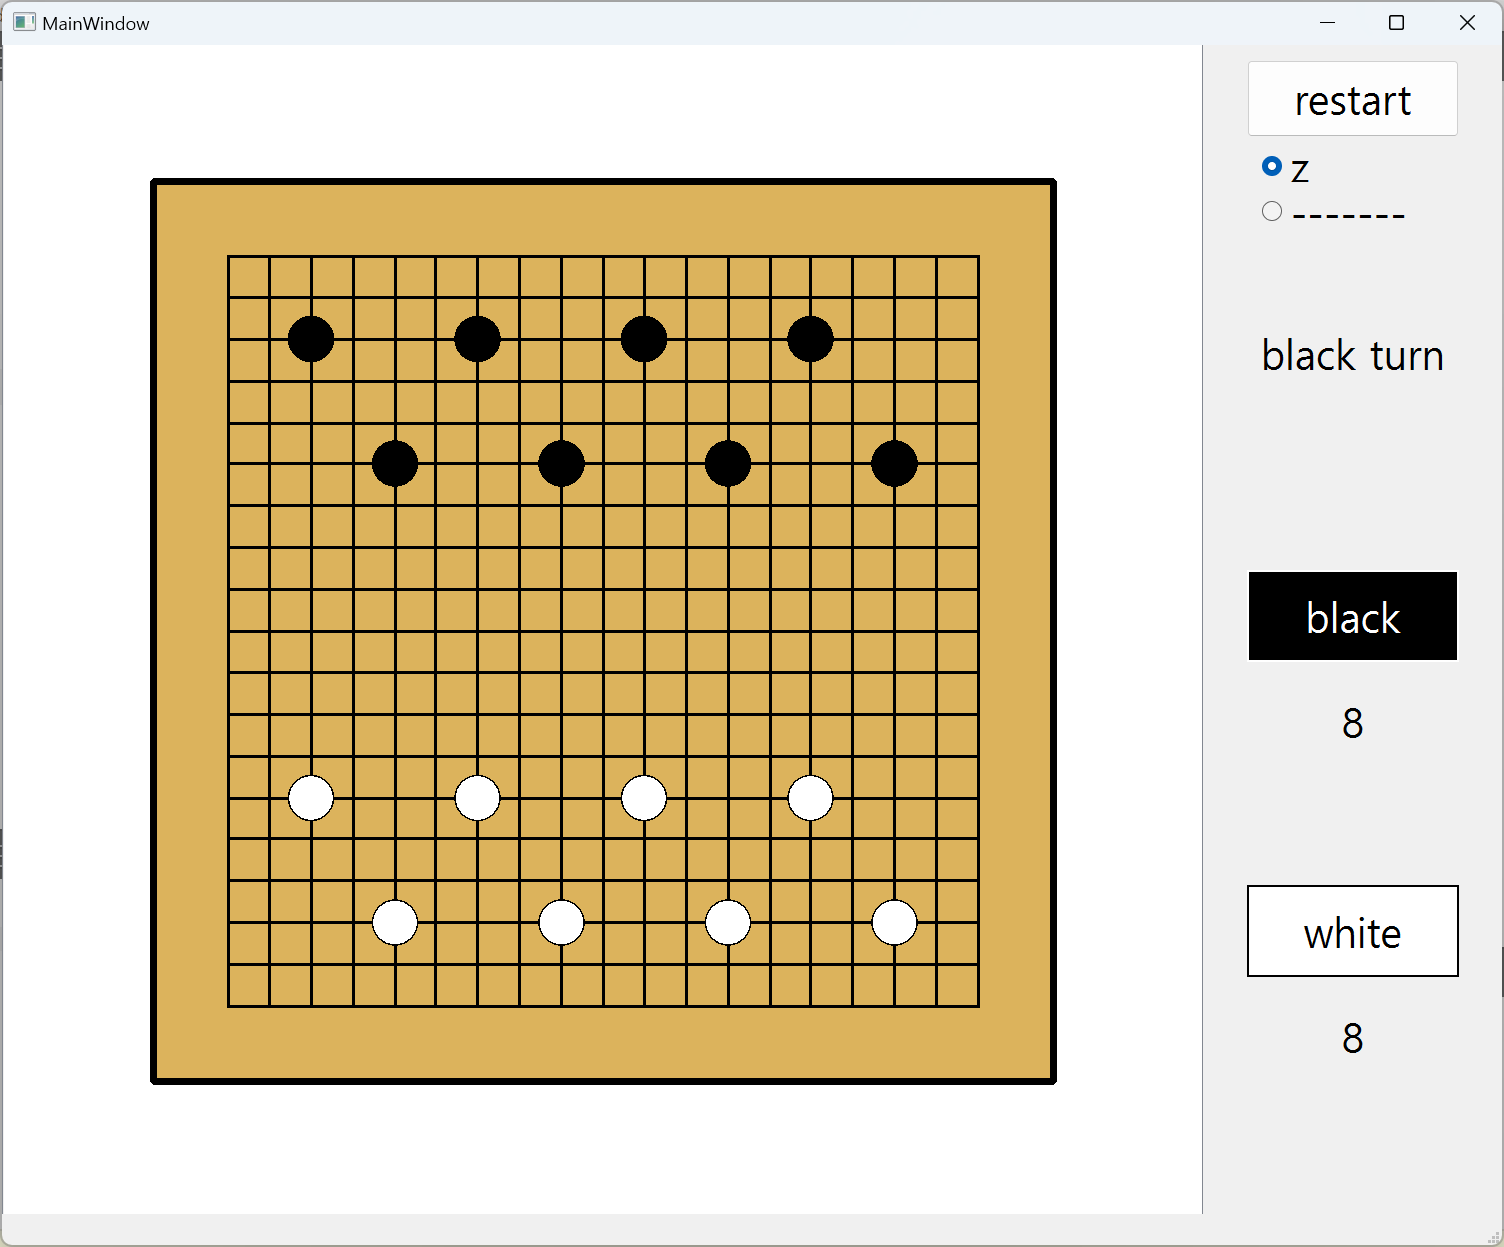 MainWindow
restart
z
-------
black turn
black
8
white
8